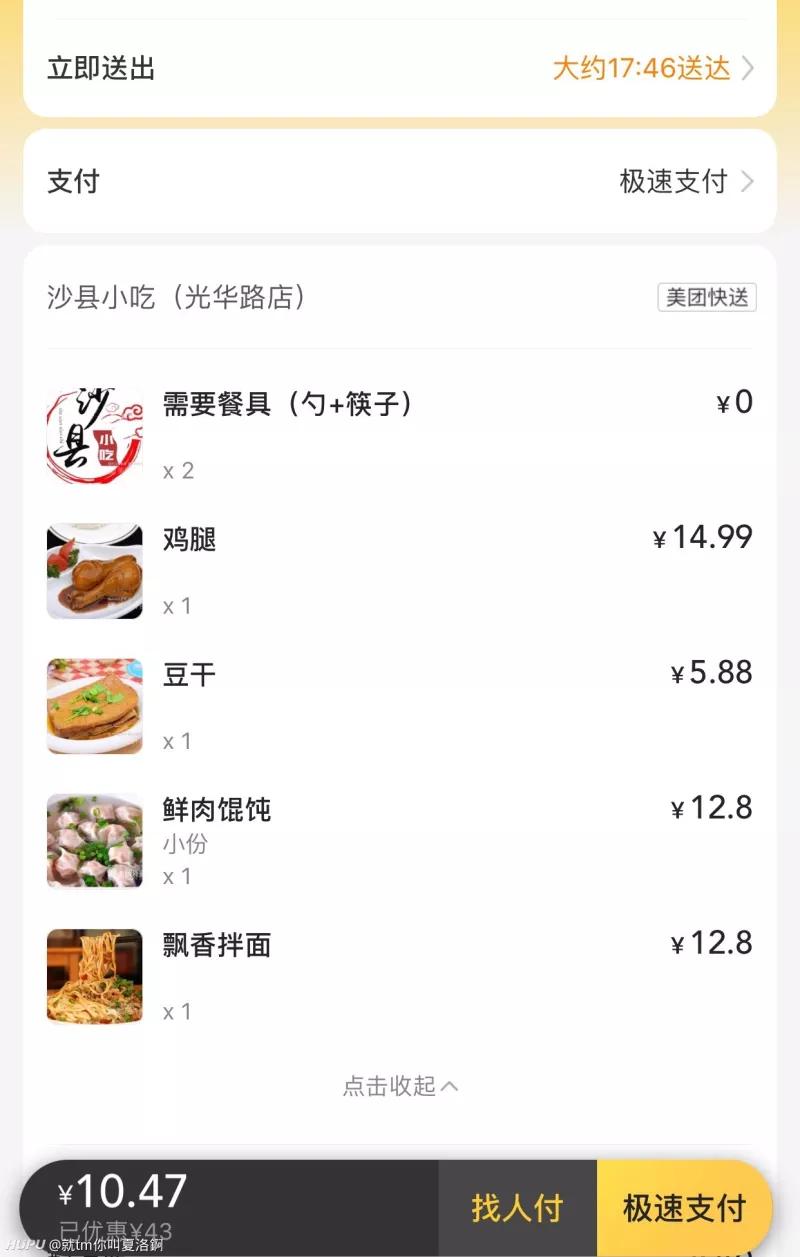 立即送出
大约17:46送达
支付
极速支付
沙县小吃（光华路店）
美团快送
沙县
小吃
需要餐具（勺+筷子）
¥0
x 2
鸡腿
¥14.99
x 1
豆干
¥5.88
x 1
鲜肉馄饨
¥12.8
小份
x 1
飘香拌面
¥12.8
x 1
点击收起
¥10.47
已优惠¥43
找人付
极速支付
HUPU @就tm你叫夏洛啊